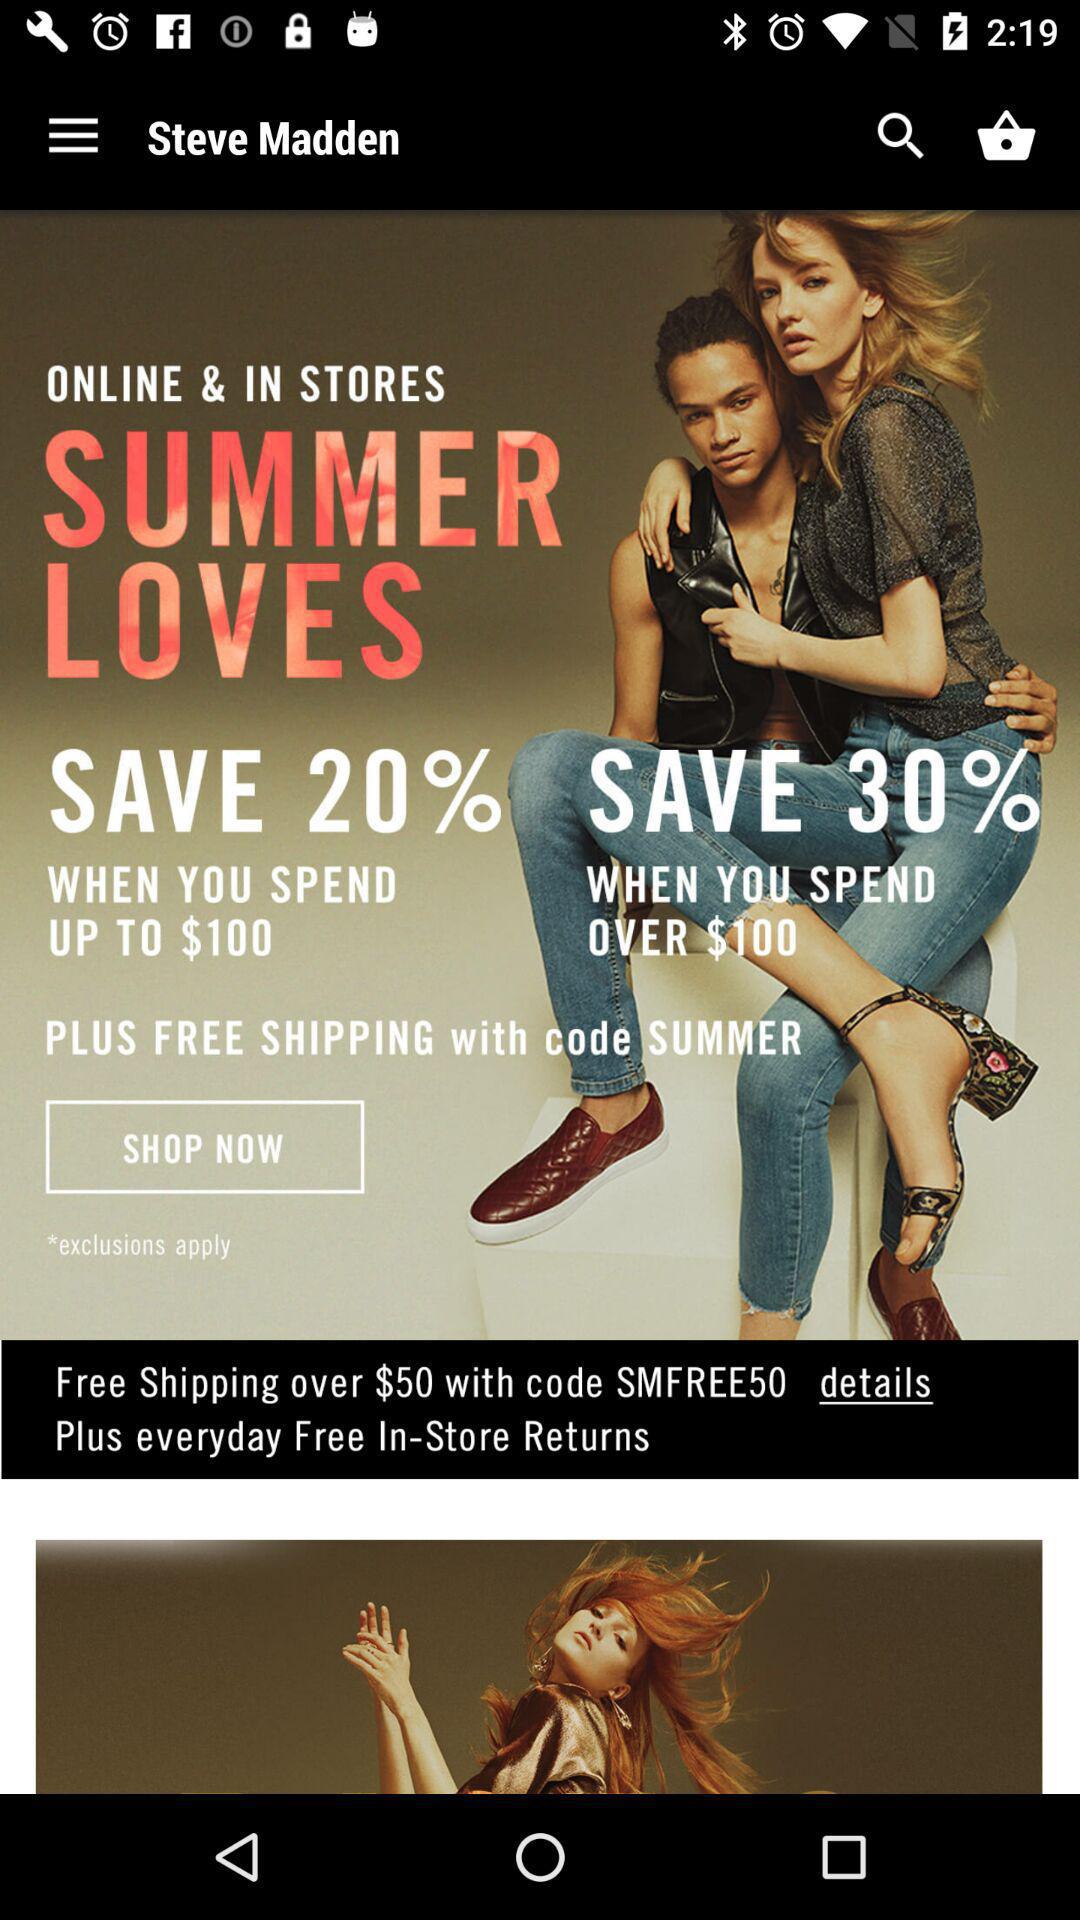 2:19
Steve Madden
ONLINE & IN STORES
SUMMER
LOVES
SAVE 20%
WHEN YOU SPEND
UP TO $100
SAVE 30%
WHEN YOU SPEND
OVER $100
PLUS FREE SHIPPING with code SUMMER
SHOP NOW
*exclusions apply
Free Shipping over $50 with code SMFREE50 details
Plus everyday Free In-Store Returns